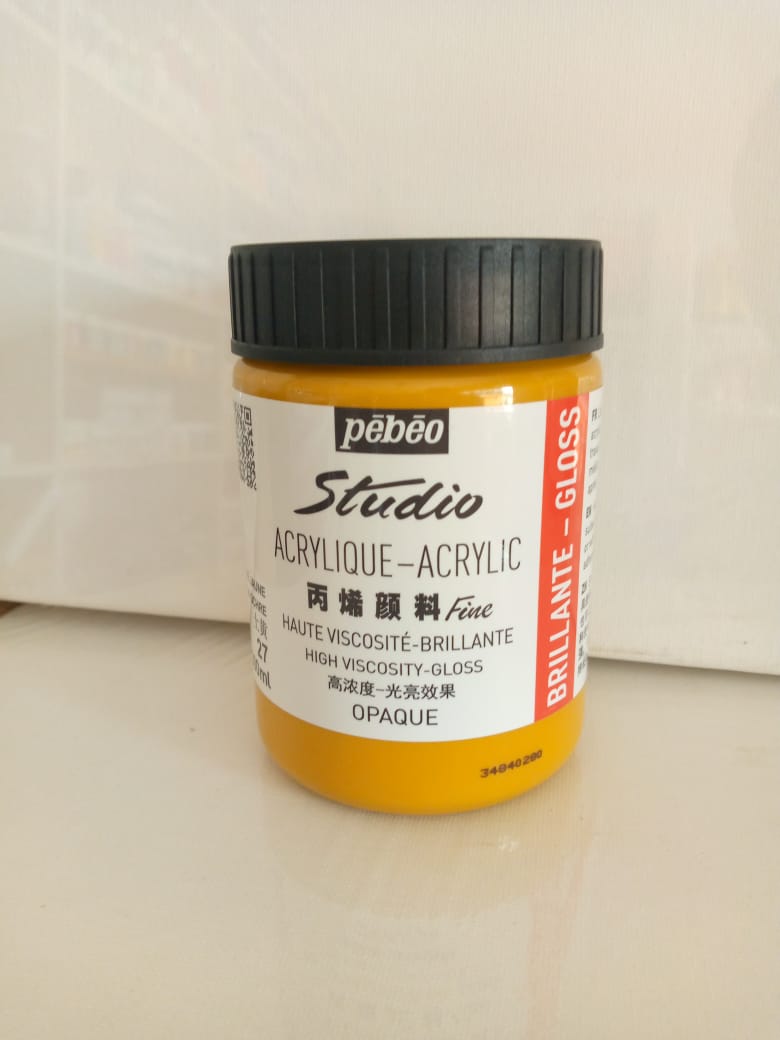 pēbēo
Studio
ACRYLIQUE–ACRYLIC
丙烯颜料 Fine
HAUTE VISCOSITÉ-BRILLANTE
HIGH VISCOSITY-GLOSS
高浓度-光亮效果
OPAQUE
BRILLANTE – GLOSS
27
34040280